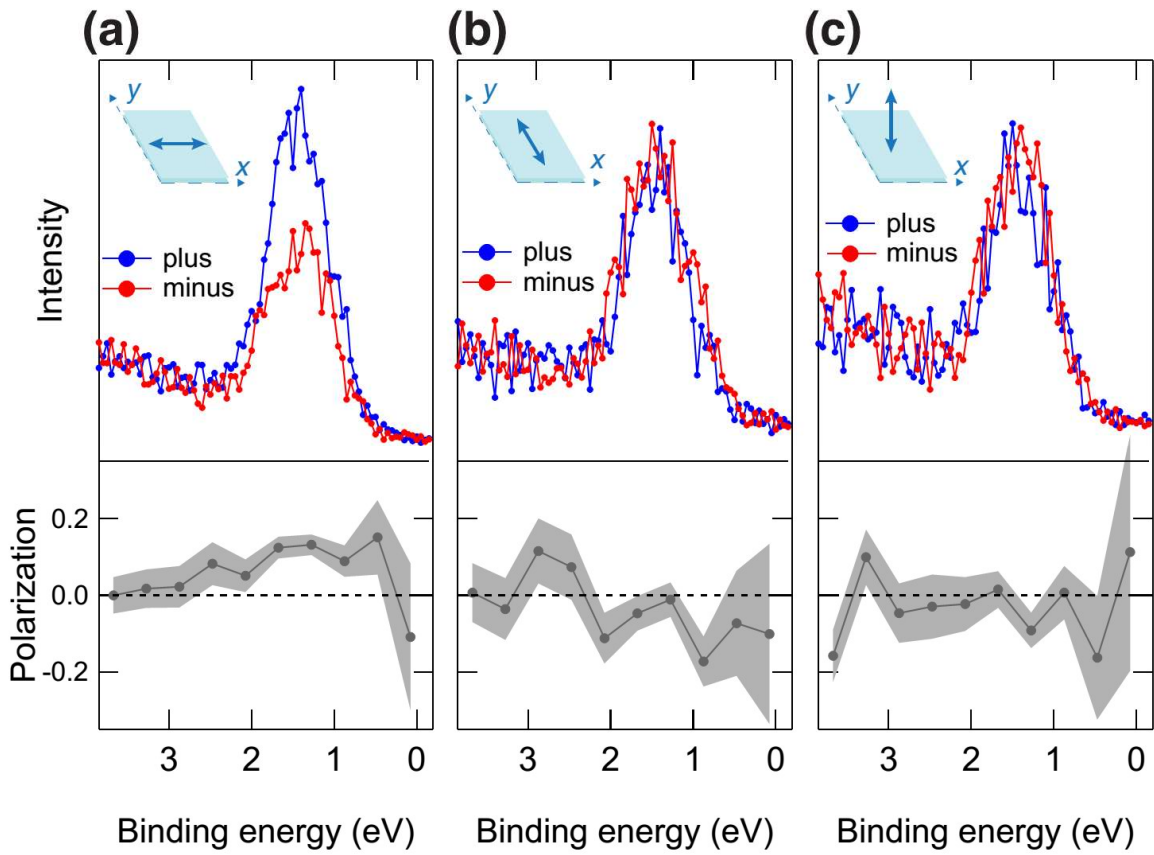 (a)
(b)
(c)
y
x
y
x
y
x
plus
minus
plus
minus
plus
minus
Intensity
Polarization
0.2
0.0
-0.2
3 2 1 0
3 2 1 0
3 2 1 0
Binding energy (eV)
Binding energy (eV)
Binding energy (eV)